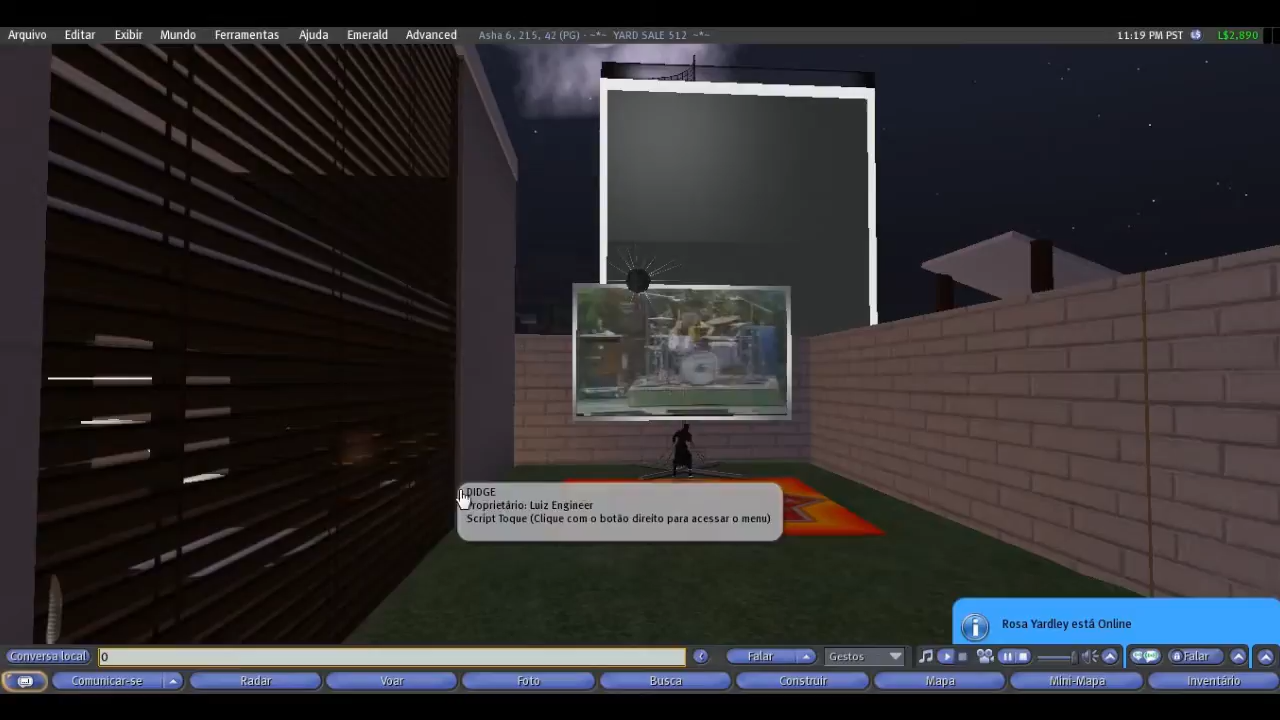 Arquivo Editar Exibir Mundo Ferramentas Ajuda Emerald Advanced Asha 6, 215, 42 (PG) - ~*~ YARD SALE 512 ~*~ 11:19 PM PST L$2,890
DIDGE
Proprietário: Luiz Engineer
Script Toque (Clique com o botão direito para acessar o menu)
Rosa Yardley está Online
Conversa local 0 Falar Gestos Falar
Comunicar-se Radar Voar Foto Busca Construir Mapa Mini-Mapa Inventário